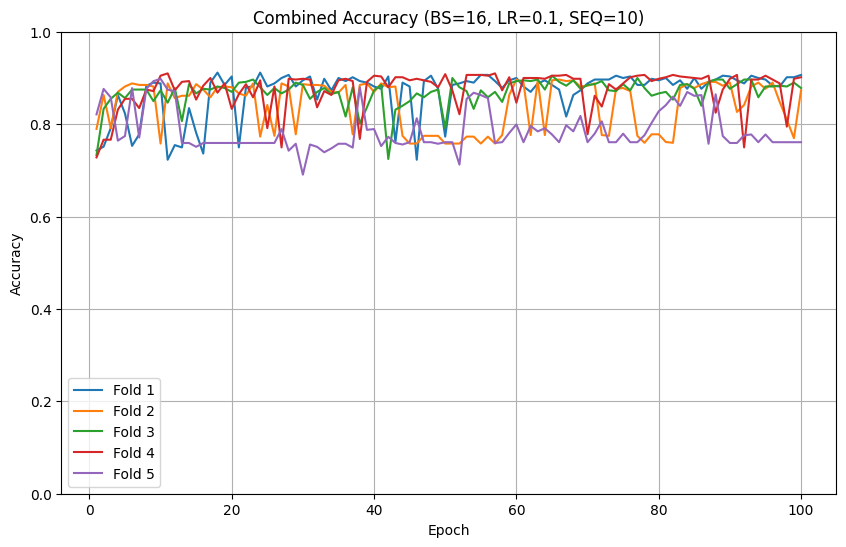 Combined Accuracy (BS=16, LR=0.1, SEQ=10)
1.0
0.8
0.6
0.4
0.2
0.0
Accuracy
Fold 1
Fold 2
Fold 3
Fold 4
Fold 5
0 20 40 60 80 100
Epoch